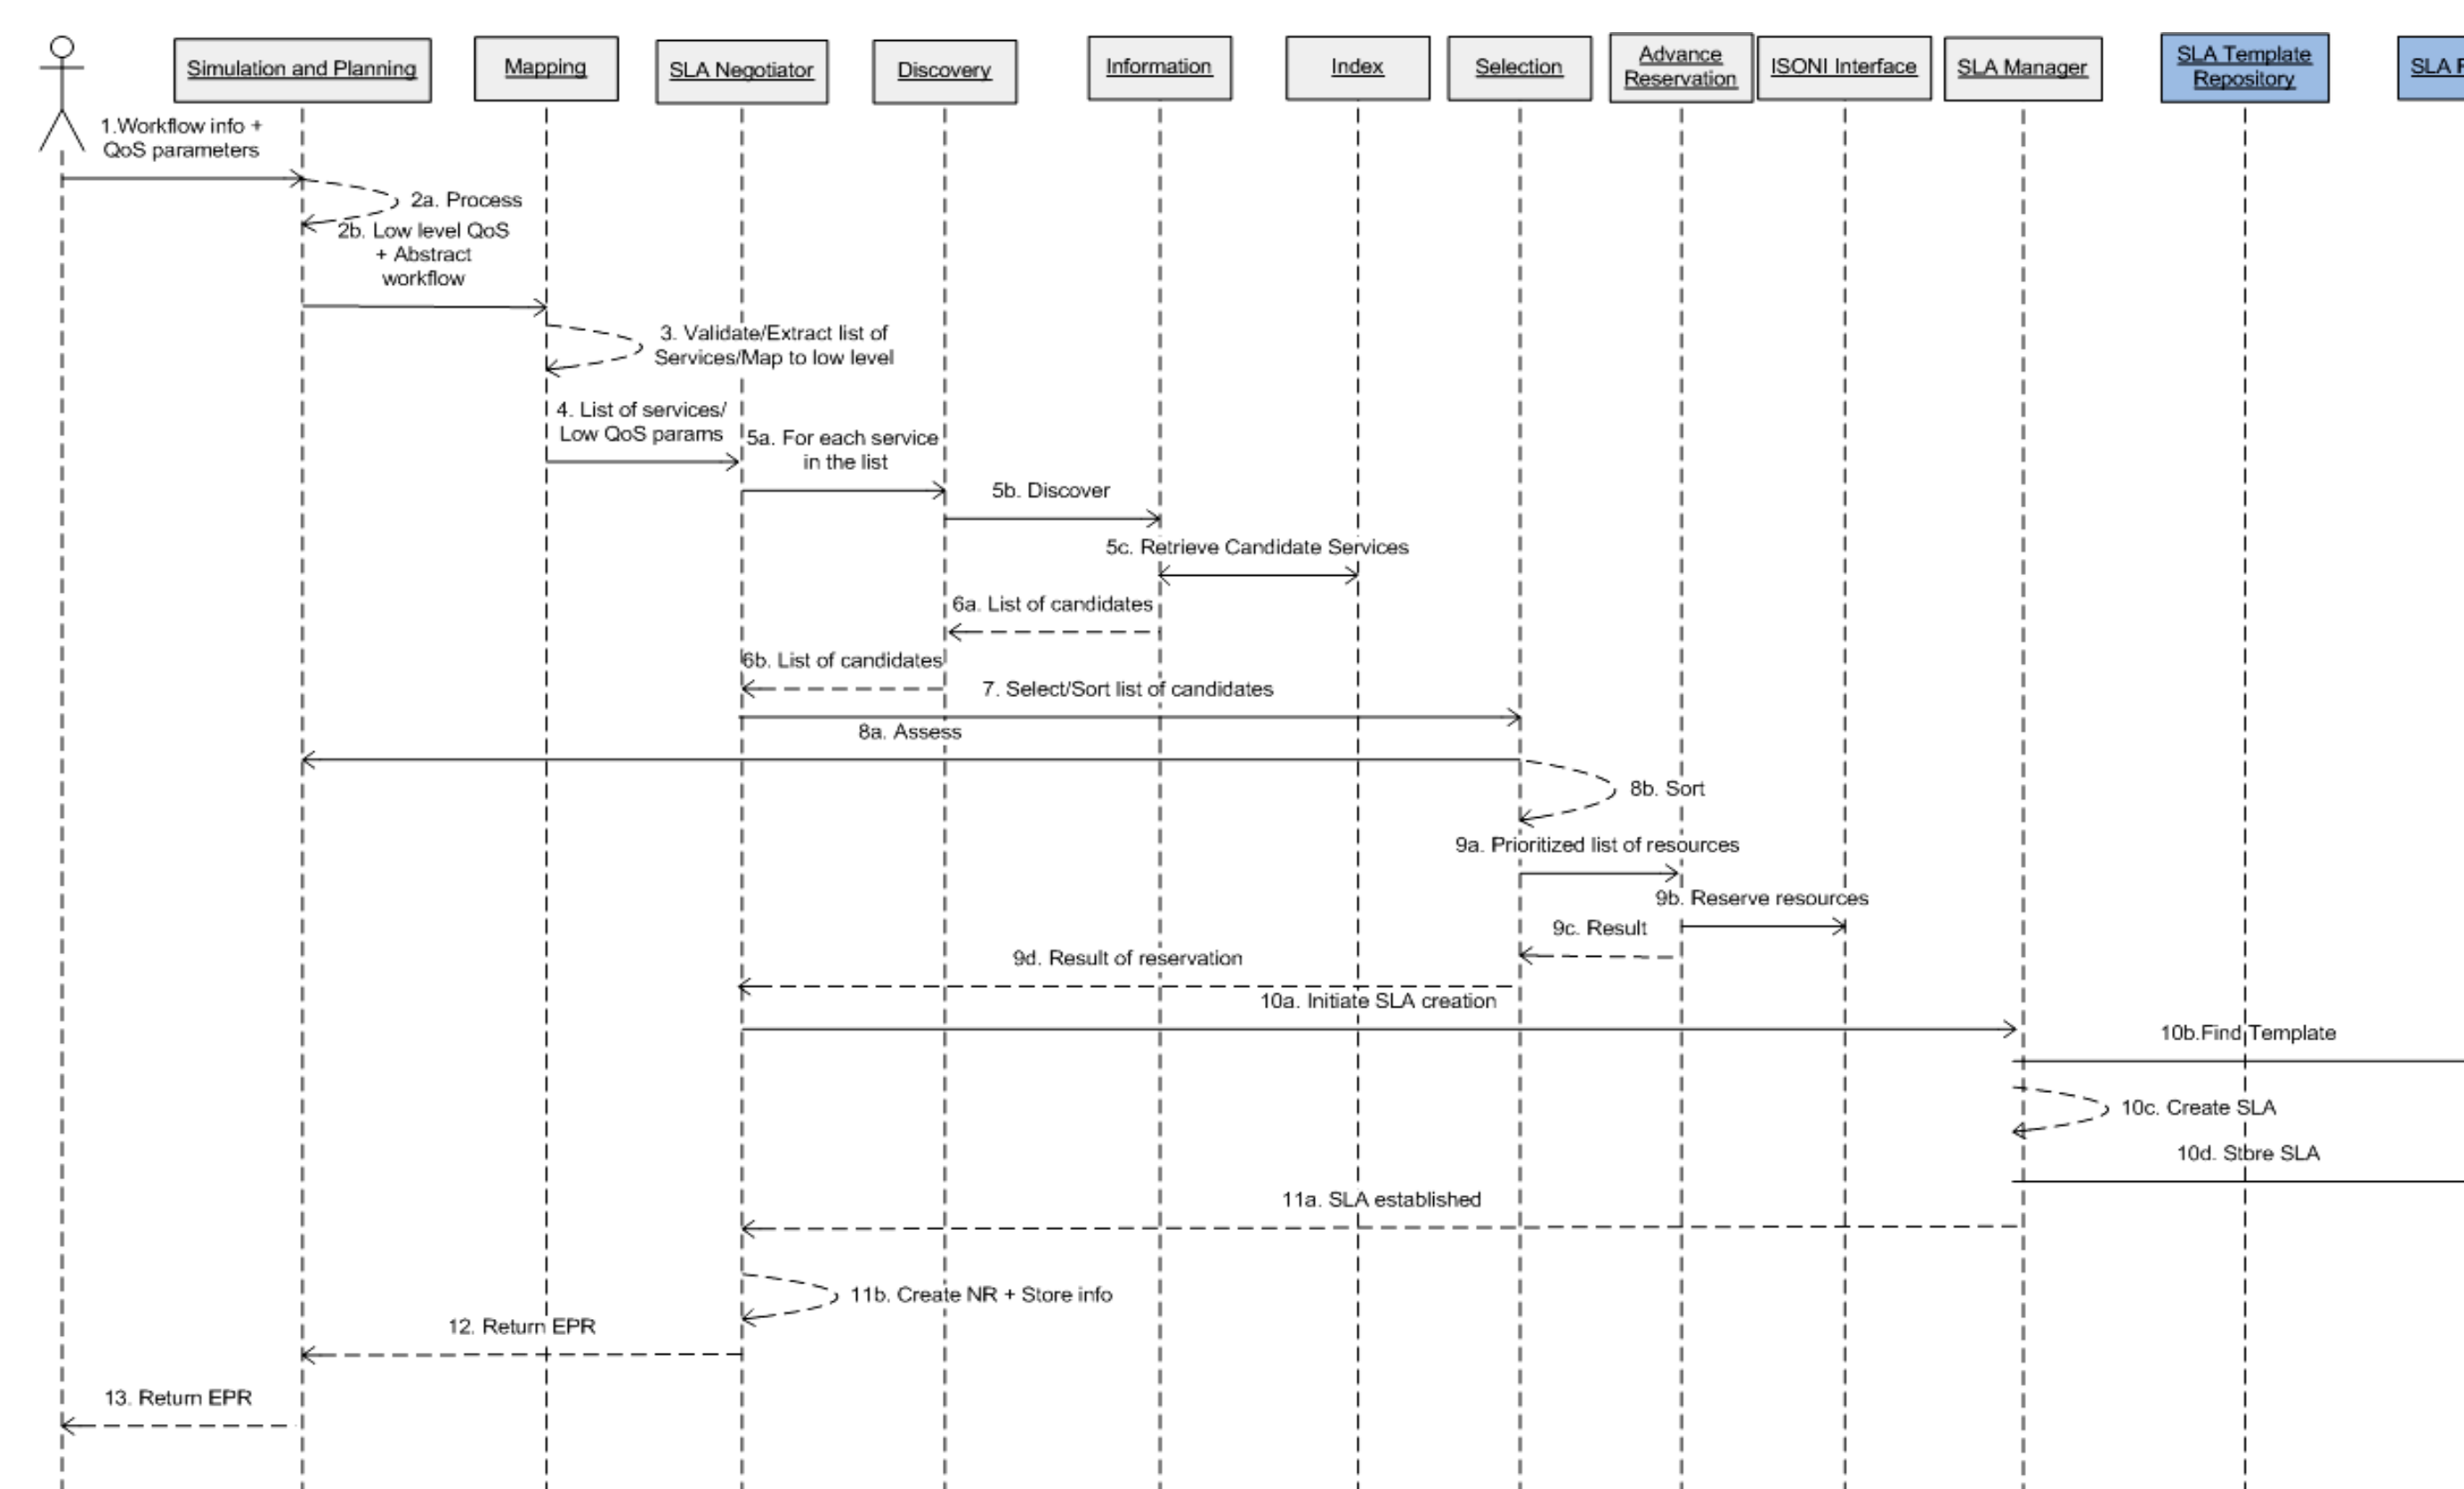 Simulation and Planning
Mapping
SLA Negotiator
Discovery
Information
Index
Selection
Advance
Reservation
ISONI Interface
SLA Manager
SLA Template
Repository
SLA
1.Workflow info +
QoS parameters
2a. Process
2b. Low level QoS
+ Abstract
workflow
3. Validate/Extract list of
Services/Map to low level
4. List of services/
Low QoS params
5a. For each service
in the list
5b. Discover
5c. Retrieve Candidate Services
6a. List of candidates
6b. List of candidates
7. Select/Sort list of candidates
8a. Assess
8b. Sort
9a. Prioritized list of resources
9b. Reserve resources
9c. Result
9d. Result of reservation
10a. Initiate SLA creation
10b.Find Template
10c. Create SLA
10d. Store SLA
11a. SLA established
11b. Create NR + Store info
12. Return EPR
13. Return EPR